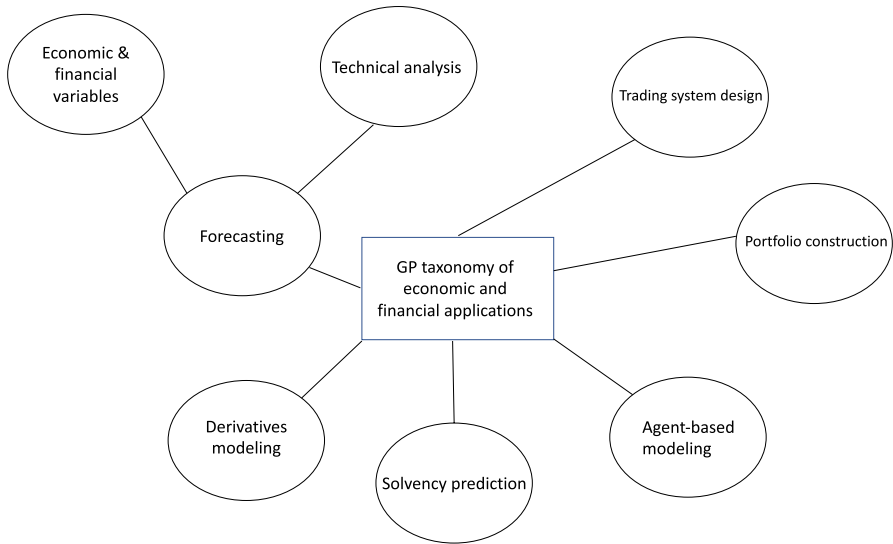 Economic &
financial
variables
Technical analysis
Trading system design
Forecasting
Portfolio construction
GP taxonomy of
economic and
financial applications
Derivatives
modeling
Solvency prediction
Agent-based
modeling